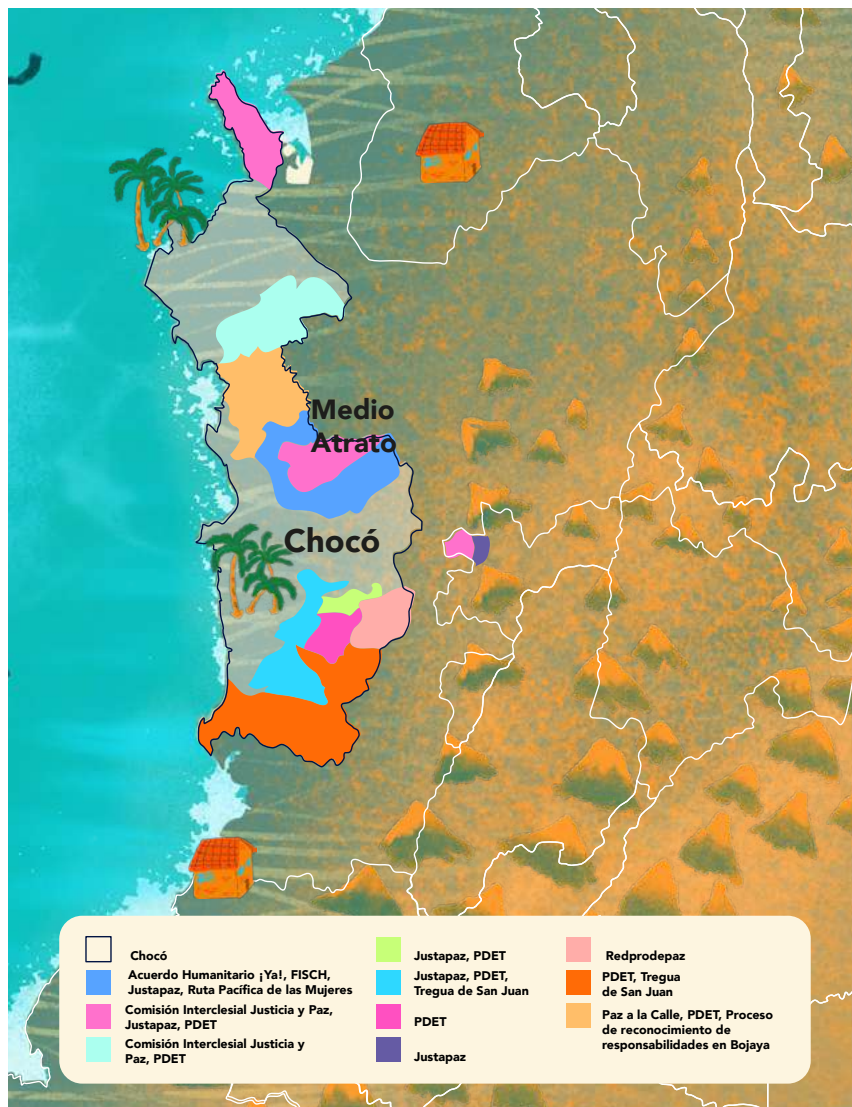 Medio
Atrato
Chocó
Chocó
Acuerdo Humanitario ¡Ya!, FISCH,
Justapaz, Ruta Pacífica de las Mujeres
Comisión Interclesial Justicia y Paz,
Justapaz, PDET
Comisión Interclesial Justicia y
Paz, PDET
Justapaz, PDET
Justapaz, PDET,
Tregua de San Juan
PDET
Justapaz
Redprodepaz
PDET, Tregua
de San Juan
Paz a la Calle, PDET, Proceso
de reconocimiento de
responsabilidades en Bojaya